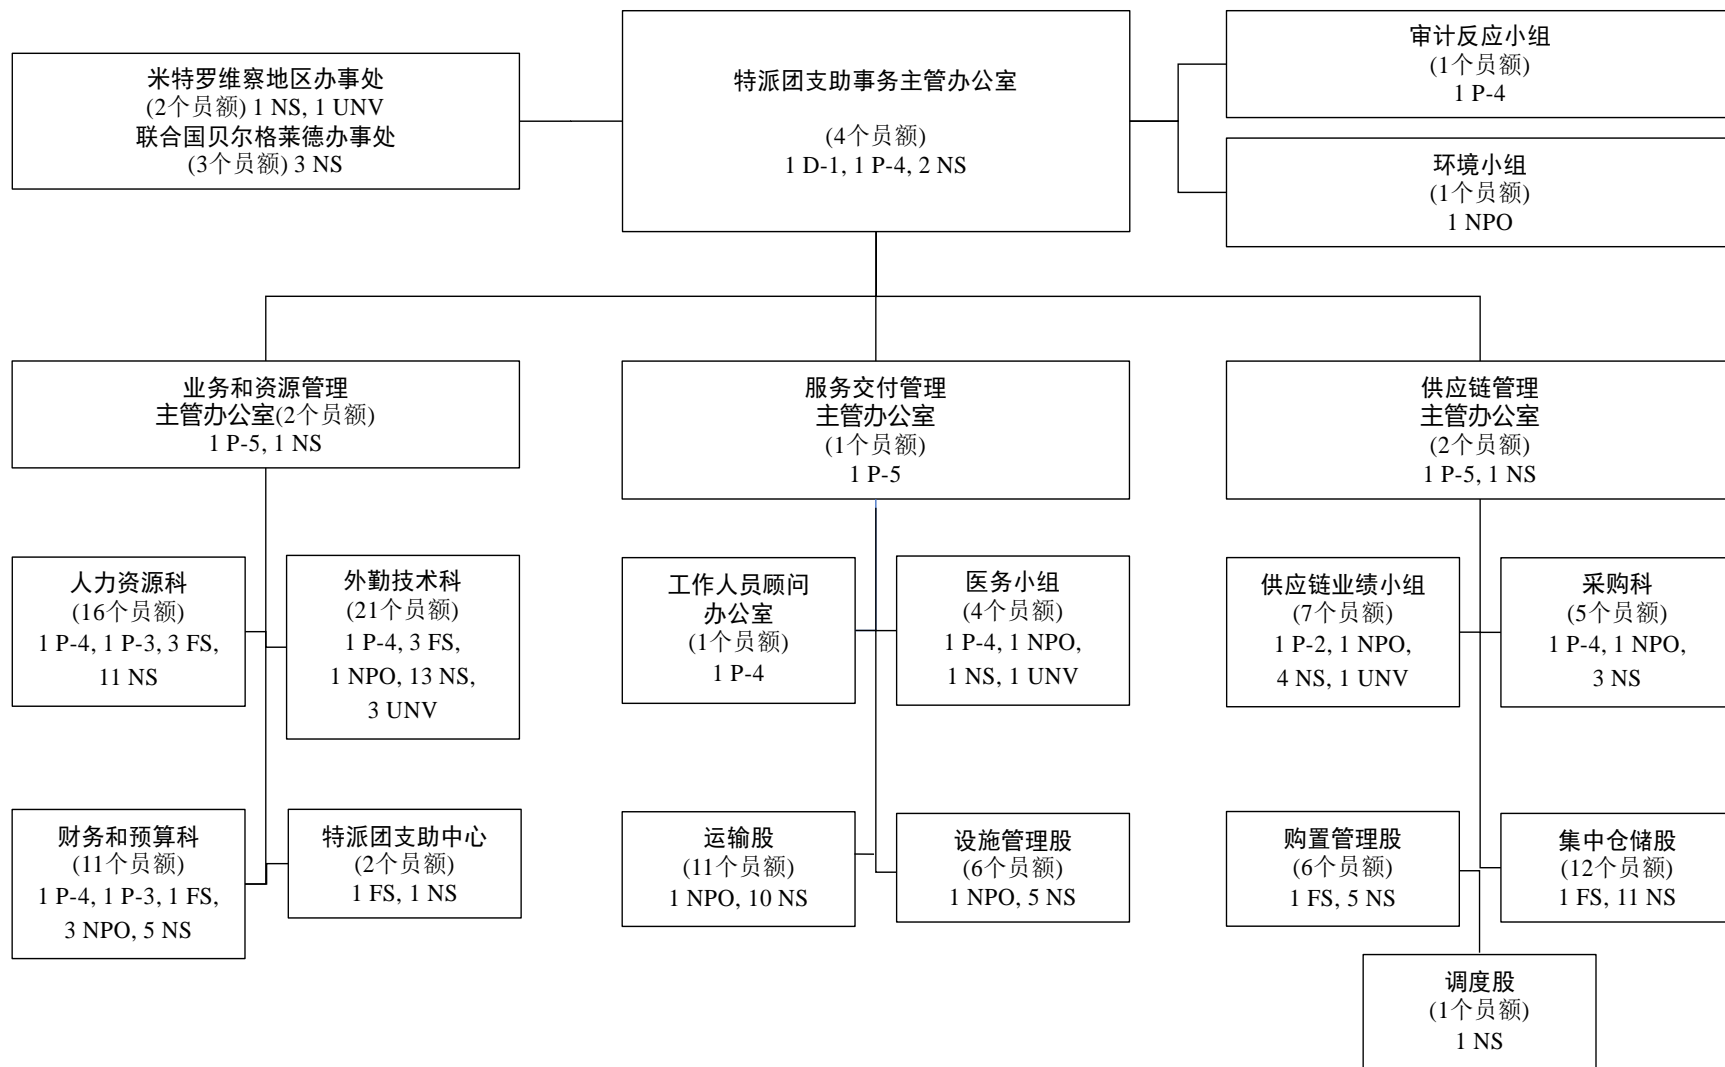 米特罗维察地区办事处
(2个员额) 1 NS, 1 UNV
联合国贝尔格莱德办事处
(3个员额) 3 NS
特派团支助事务主管办公室
(4个员额)
1 D-1, 1 P-4, 2 NS
审计反应小组
(1个员额)
1 P-4
环境小组
(1个员额)
1 NPO
业务和资源管理
主管办公室(2个员额)
1 P-5, 1 NS
服务交付管理
主管办公室
(1个员额)
1 P-5
供应链管理
主管办公室
(2个员额)
1 P-5, 1 NS
人力资源科
(16个员额)
1 P-4, 1 P-3, 3 FS,
11 NS
外勤技术科
(21个员额)
1 P-4, 3 FS,
1 NPO, 13 NS,
3 UNV
工作人员顾问
办公室
(1个员额)
1 P-4
医务小组
(4个员额)
1 P-4, 1 NPO,
1 NS, 1 UNV
供应链业绩小组
(7个员额)
1 P-2, 1 NPO,
4 NS, 1 UNV
采购科
(5个员额)
1 P-4, 1 NPO,
3 NS
财务和预算科
(11个员额)
1 P-4, 1 P-3, 1 FS,
3 NPO, 5 NS
特派团支助中心
(2个员额)
1 FS, 1 NS
运输股
(11个员额)
1 NPO, 10 NS
设施管理股
(6个员额)
1 NPO, 5 NS
购置管理股
(6个员额)
1 FS, 5 NS
集中仓储股
(12个员额)
1 FS, 11 NS
调度股
(1个员额)
1 NS